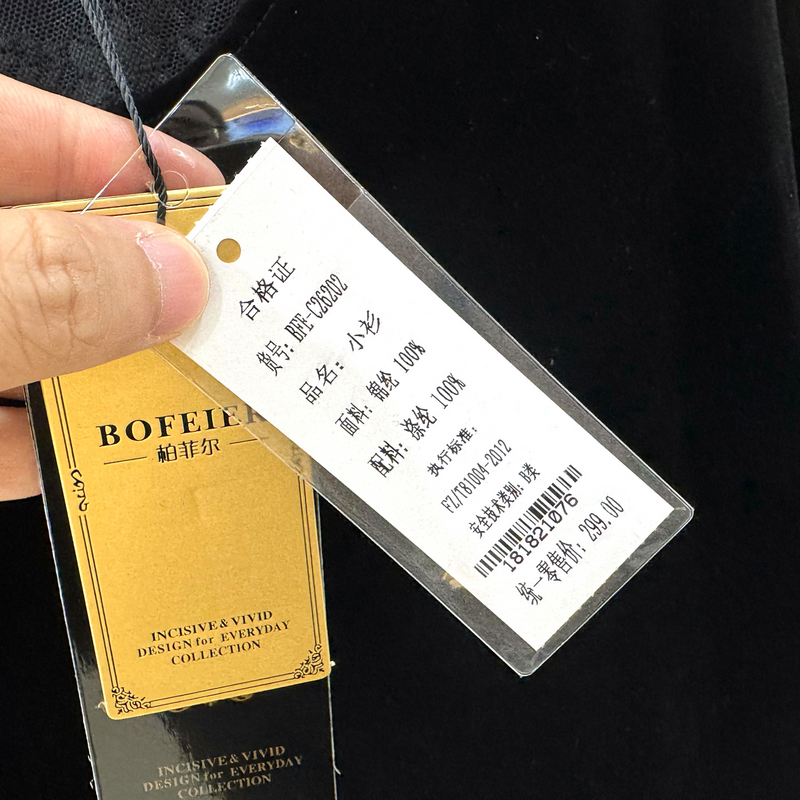 合格证
货号: BFE-C26202
品名: 小衫
面料: 锦纶 100%
配料: 涤纶 100%
执行标准:
FZ/T81004-2012
安全技术类别: B类
181821076
统一零售价: 299.00
BOFEIER
柏菲尔
INCISIVE & VIVID
DESIGN for EVERYDAY
COLLECTION
INCISIVE & VIVID
DESIGN for EVERYDAY
COLLECTION